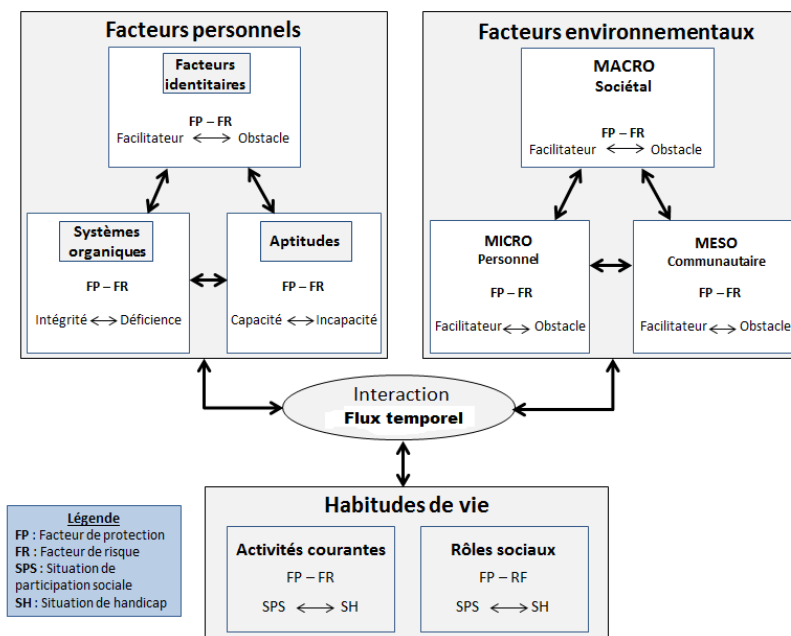 Facteurs personnels
Facteurs
identitaires
FP – FR
Facilitateur Obstacle
Systèmes
organiques
FP – FR
Intégrité Déficience
Aptitudes
FP – FR
Capacité Incapacité
Facteurs environnementaux
MACRO
Sociétal
FP – FR
Facilitateur Obstacle
MICRO
Personnel
FP – FR
Facilitateur Obstacle
MESO
Communautaire
FP – FR
Facilitateur Obstacle
Interaction
Flux temporel
Habitudes de vie
Activités courantes
FP – FR
SPS SH
Rôles sociaux
FP – RF
SPS SH
Légende
FP : Facteur de protection
FR : Facteur de risque
SPS : Situation de
participation sociale
SH : Situation de handicap